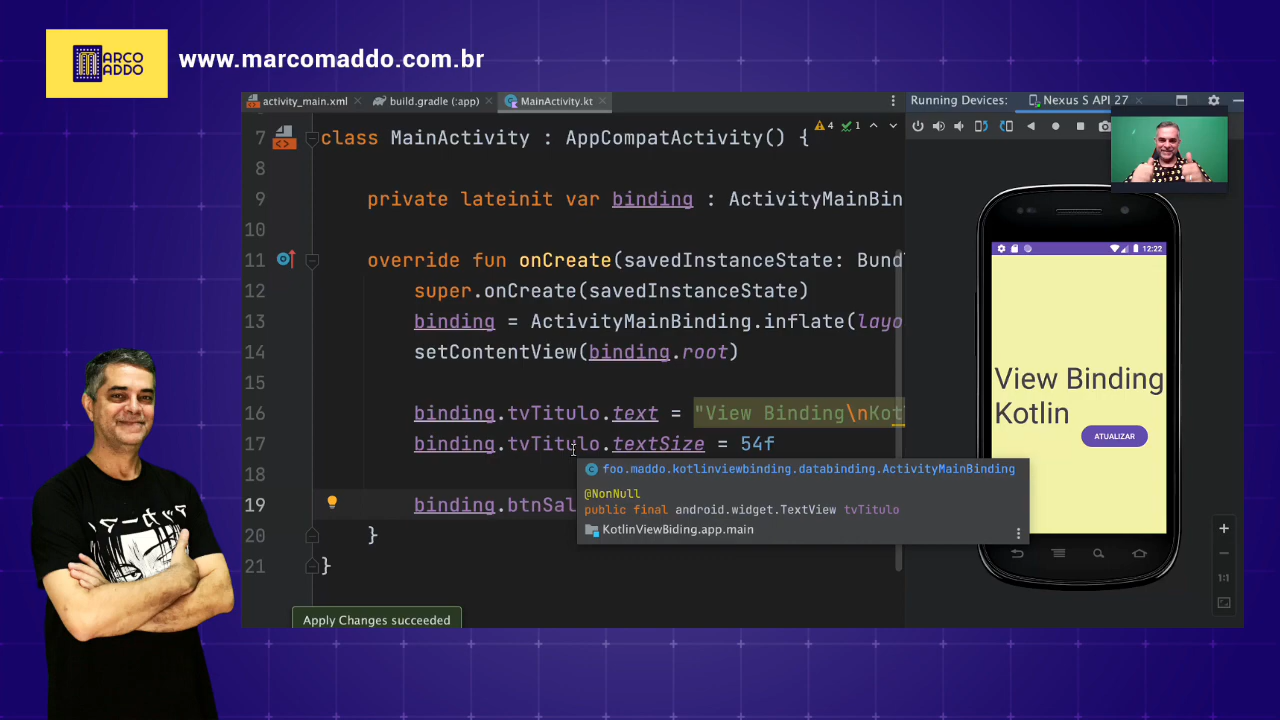 MARCO
MADDO
www.marcomaddo.com.br
activity_main.xml
build.gradle (:app)
MainActivity.kt
Running Devices:
Nexus S API 27
4
1
7 class MainActivity : AppCompatActivity() {
8
9 private lateinit var binding : ActivityMainBin
10
11 override fun onCreate(savedInstanceState: Bund
12 super.onCreate(savedInstanceState)
13 binding = ActivityMainBinding.inflate(layo
14 setContentView(binding.root)
15
16 binding.tvTitulo.text = "View Binding\nKot
17 binding.tvTitulo.textSize = 54f
18
19 binding.btnSal
20 }
21 }
foo.maddo.kotlinviewbinding.databinding.ActivityMainBinding
@NonNull
public final android.widget.TextView tvTitulo
KotlinViewBiding.app.main
Apply Changes succeeded
12:22
View Binding
Kotlin
ATUALIZAR
1:1